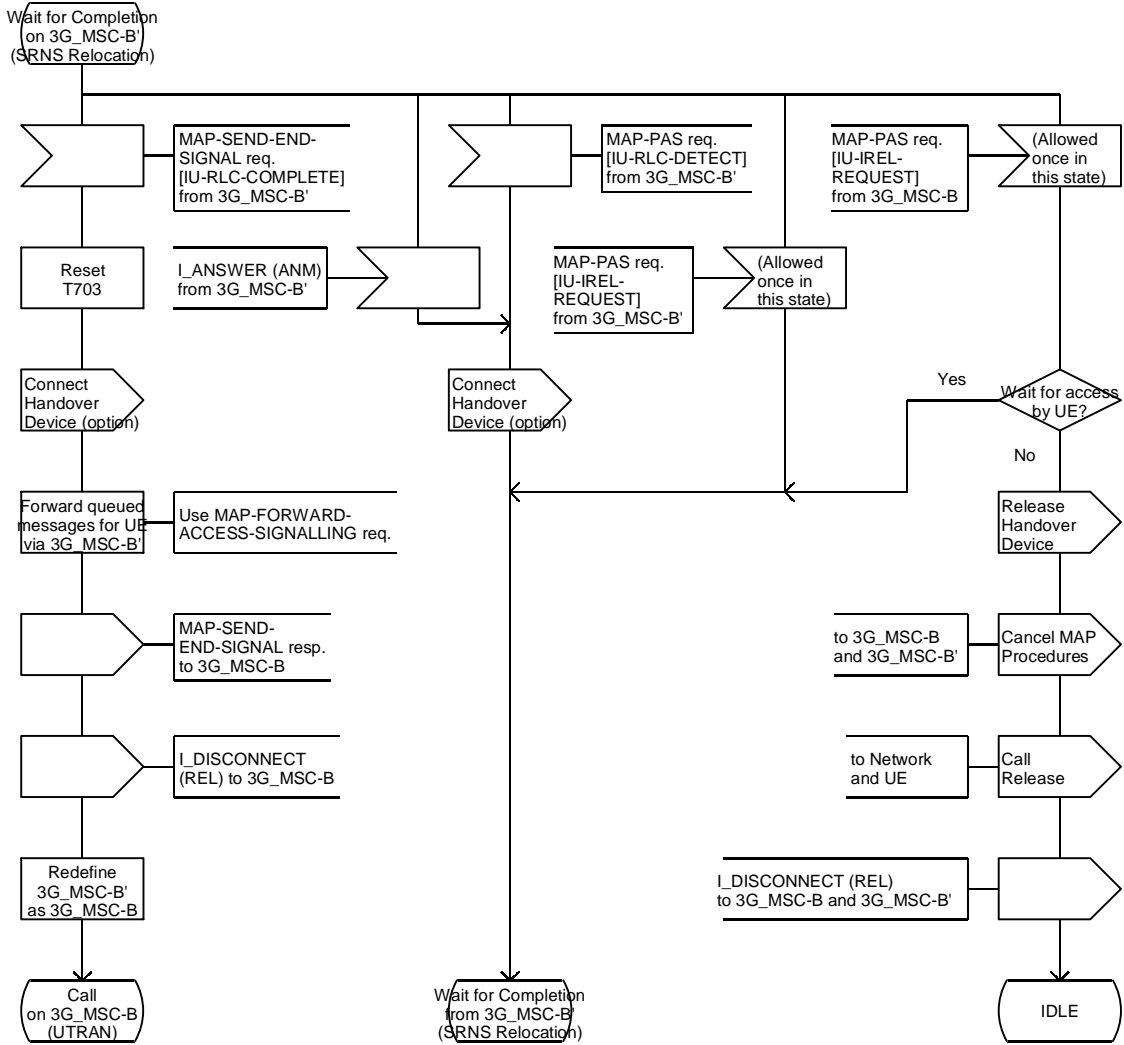 Wait for Completion
on 3G_MSC-B'
(SRNS Relocation)
MAP-SEND-END-
SIGNAL req.
[IU-RLC-COMPLETE]
from 3G_MSC-B'
MAP-PAS req.
[IU-RLC-DETECT]
from 3G_MSC-B'
MAP-PAS req.
[IU-IREL-
REQUEST]
from 3G_MSC-B
(Allowed
once in
this state)
Reset
T703
I_ANSWER (ANM)
from 3G_MSC-B'
MAP-PAS req.
[IU-IREL-
REQUEST]
from 3G_MSC-B'
(Allowed
once in
this state)
Connect
Handover
Device (option)
Connect
Handover
Device (option)
Yes
Wait for access
by UE?
No
Forward queued
messages for UE
via 3G_MSC-B'
Use MAP-FORWARD-
ACCESS-SIGNALLING req.
Release
Handover
Device
MAP-SEND-
END-SIGNAL resp.
to 3G_MSC-B
to 3G_MSC-B
and 3G_MSC-B'
Cancel MAP
Procedures
I_DISCONNECT
(REL) to 3G_MSC-B
to Network
and UE
Call
Release
Redefine
3G_MSC-B'
as 3G_MSC-B
I_DISCONNECT (REL)
to 3G_MSC-B and 3G_MSC-B'
Call
on 3G_MSC-B
(UTRAN)
Wait for Completion
from 3G_MSC-B'
(SRNS Relocation)
IDLE